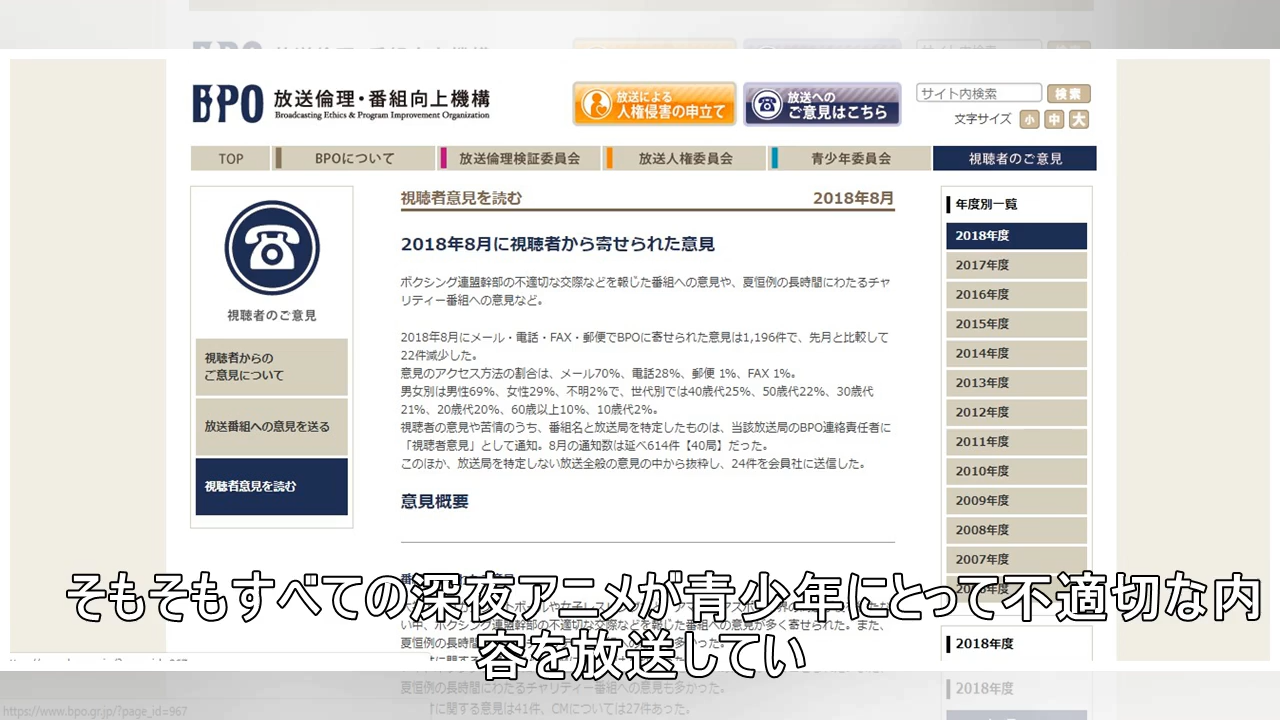 BPO 放送倫理・番組向上機構
Broadcasting Ethics & Program Improvement Organization
放送による
人権侵害の申立て
放送への
ご意見はこちら
サイト内検索
検索
文字サイズ 小 中 大
TOP
BPOについて
放送倫理検証委員会
放送人権委員会
青少年委員会
視聴者のご意見
視聴者のご意見
視聴者からの
ご意見について
放送番組への意見を送る
視聴者意見を読む
視聴者意見を読む 2018年8月
2018年8月に視聴者から寄せられた意見
ボクシング連盟幹部の不適切な交際などを報じた番組への意見や、夏恒例の長時間にわたるチャ
リティー番組への意見など。
2018年8月にメール・電話・FAX・郵便でBPOに寄せられた意見は1,196件で、先月と比較して
22件減少した。
意見のアクセス方法の割合は、メール70%、電話28%、郵便 1%、FAX 1%。
男女別は男性69%、女性29%、不明2%で、世代別では40歳代25%、50歳代22%、30歳代
21%、20歳代20%、60歳以上10%、10歳代2%。
視聴者の意見や苦情のうち、番組名と放送局を特定したものは、当該放送局のBPO連絡責任者に
「視聴者意見」として通知。8月の通知数は延べ614件【40局】だった。
このほか、放送局を特定しない放送全般の意見の中から抜粋し、24件を会員社に送信した。
意見概要
年度別一覧
2018年度
2017年度
2016年度
2015年度
2014年度
2013年度
2012年度
2011年度
2010年度
2009年度
2008年度
2007年度
2018年度
そもそもすべての深夜アニメが青少年にとって不適切な内
容を放送してい
夏恒例の長時間にわたるチャリティー番組への意見も多かった。
に関する意見は41件、CMについては27件あった。
2018年度
https://www.bpo.gr.jp/?page_id=967